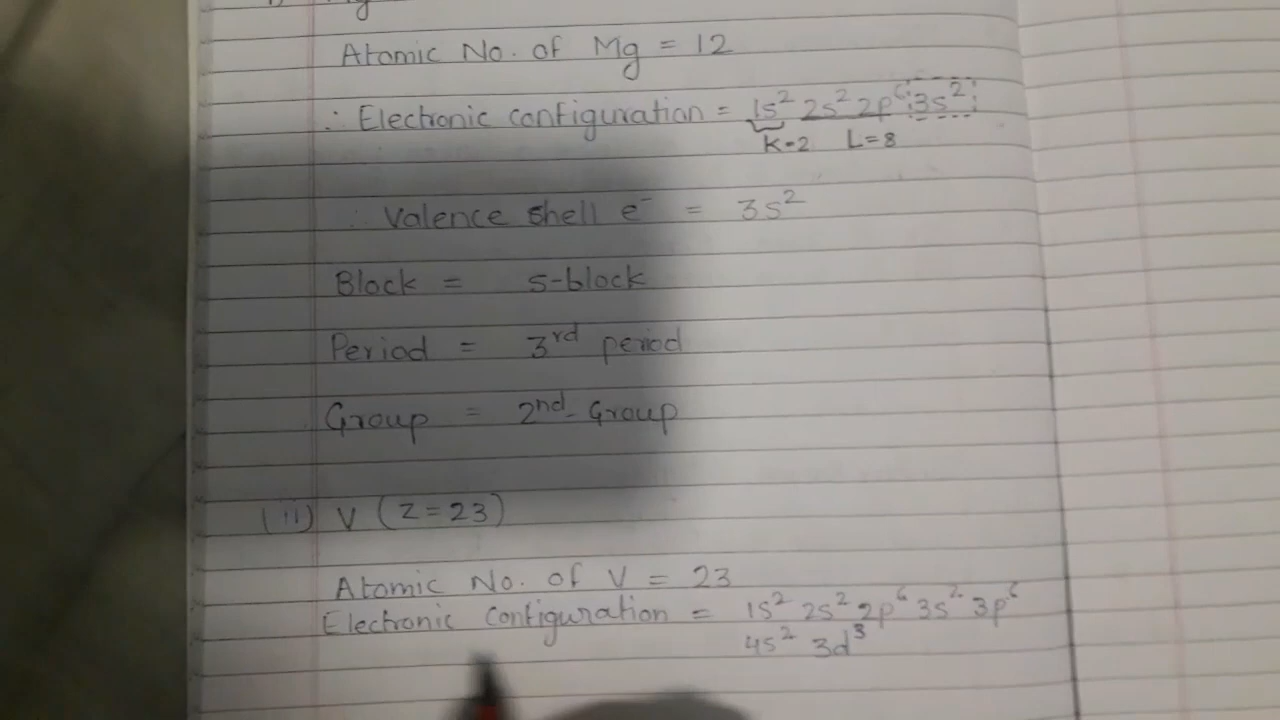 Atomic No. of Mg = 12
∴ Electronic configuration = 1s² 2s² 2p⁶ 3s²
K=2 L=8
∴ Valence shell e⁻ = 3s²
Block = s-block
Period = 3rd period
Group = 2nd Group
(ii) V (Z=23)
Atomic No. of V = 23
Electronic Configuration = 1s² 2s² 2p⁶ 3s² 3p⁶
4s² 3d³